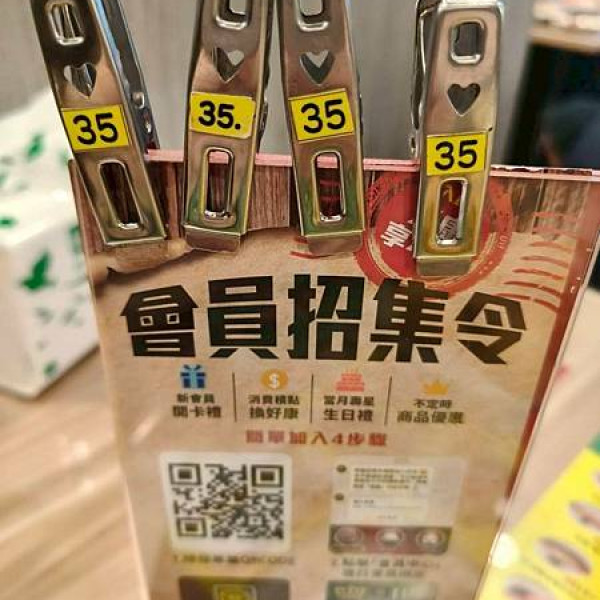 35
35.
35
35
會員招集令
新會員
開卡禮
消費積點
換好康
當月壽星
生日禮
不定時
商品優惠
簡單加入4步驟